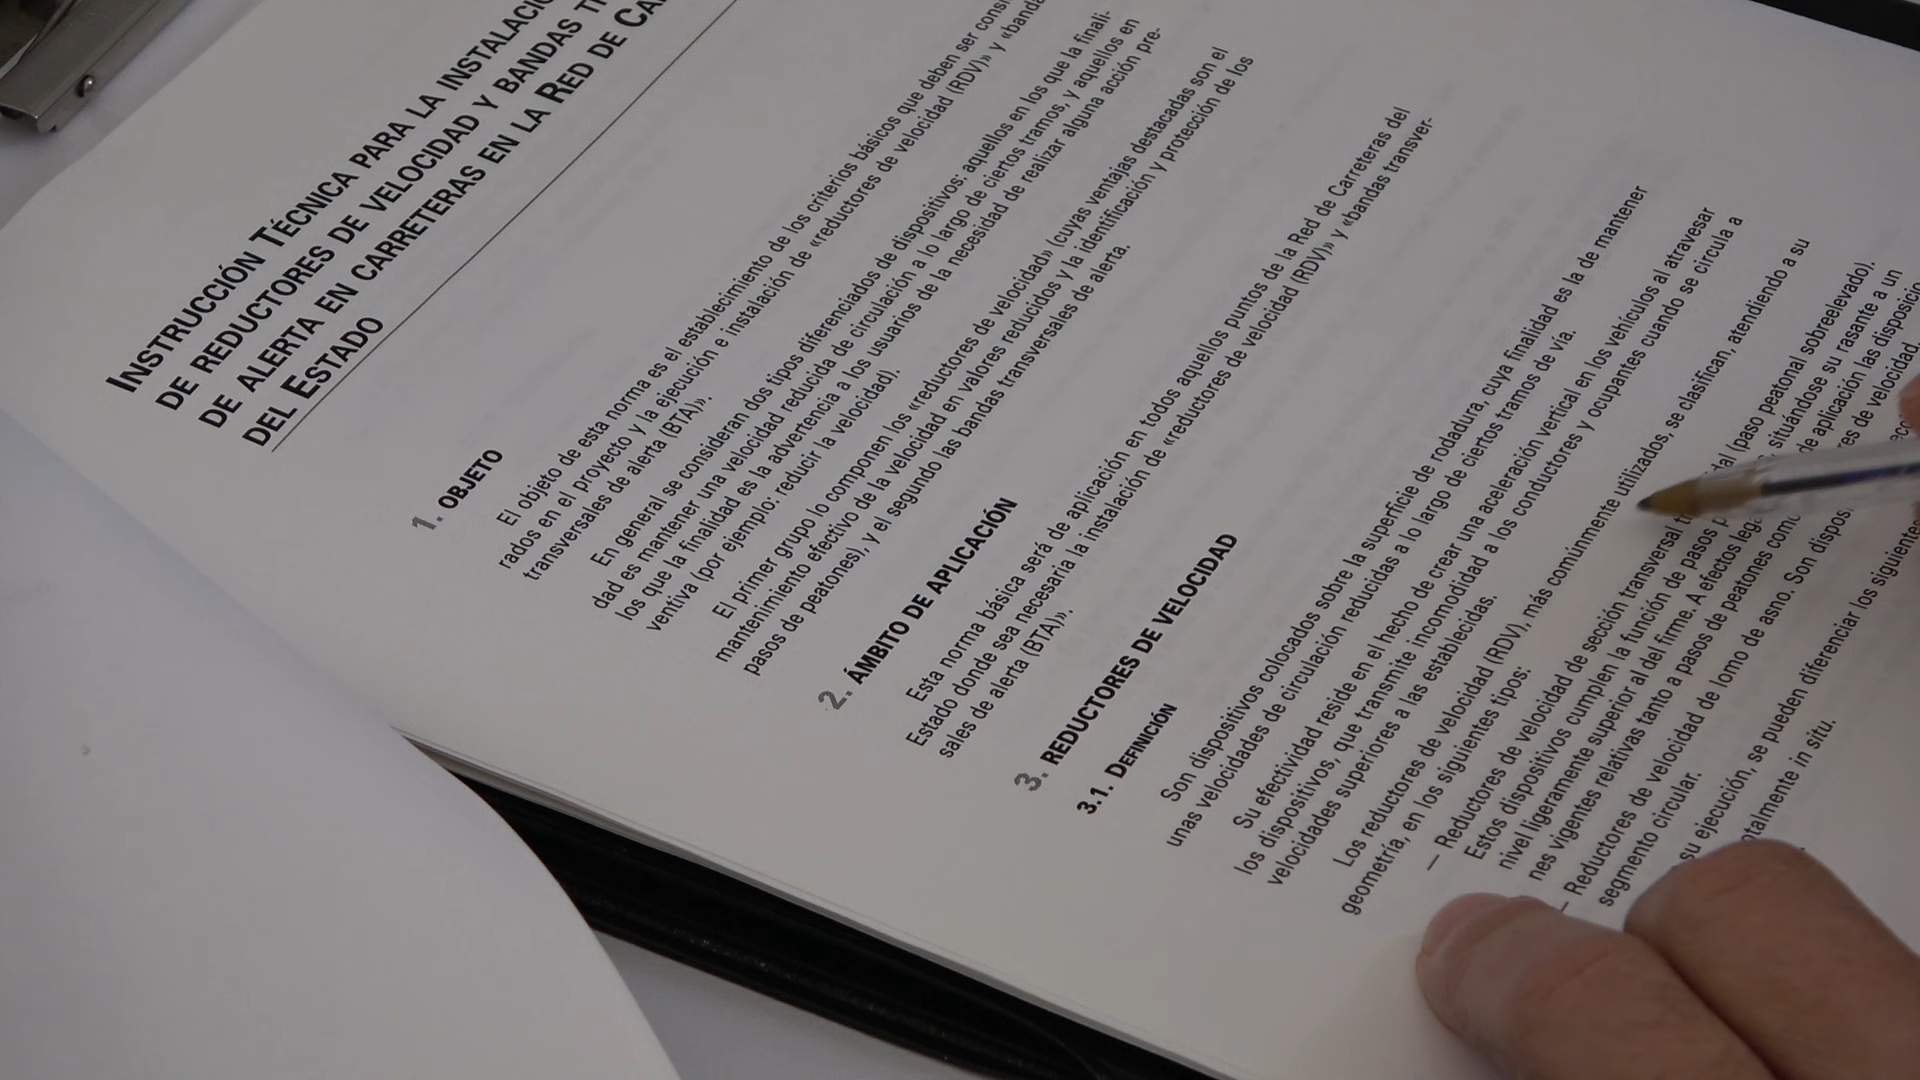 INSTRUCCIÓN TÉCNICA PARA LA
DE REDUCTORES DE VELOCIDAD Y BANDAS
DE ALERTA EN CARRETERAS EN LA RED DE
DEL ESTADO
1. OBJETO
El objeto de esta norma es el establecimiento de los criterios básicos que deben ser
rados en el proyecto y la ejecución e instalación de «reductores de velocidad (RDV)» y
transversales de alerta (BTA)».
En general se consideran dos tipos diferenciados de dispositivos: aquellos en los que la finali-
dad es mantener una velocidad reducida de circulación a lo largo de ciertos tramos, y aquellos en
los que la finalidad es la advertencia a los usuarios de la necesidad de realizar alguna acción pre-
ventiva (por ejemplo: reducir la velocidad).
El primer grupo lo componen los «reductores de velocidad» (cuyas ventajas destacadas son el
mantenimiento efectivo de la velocidad en valores reducidos y la identificación y protección de los
pasos de peatones), y el segundo las bandas transversales de alerta.
2. ÁMBITO DE APLICACIÓN
Esta norma básica será de aplicación en todos aquellos puntos de la Red de Carreteras del
Estado donde sea necesaria la instalación de «reductores de velocidad (RDV)» y «bandas transver-
sales de alerta (BTA)».
3. REDUCTORES DE VELOCIDAD
3.1. DEFINICIÓN
Son dispositivos colocados sobre la superficie de rodadura, cuya finalidad es la de mantener
unas velocidades de circulación reducidas a lo largo de ciertos tramos de vía.
Su efectividad reside en el hecho de crear una aceleración vertical en los vehículos al atravesar
los dispositivos, que transmite incomodidad a los conductores y ocupantes cuando se circula a
velocidades superiores a las establecidas.
Los reductores de velocidad (RDV), más comúnmente utilizados, se clasifican, atendiendo a su
geometría, en los siguientes tipos:
— Reductores de velocidad de sección transversal (paso peatonal sobreelevado).
Estos dispositivos cumplen la función de pasos situándose su rasante a un
nivel ligeramente superior al del firme. A efectos de aplicación las
nes vigentes relativas tanto a pasos de peatones como de velocidad.
— Reductores de velocidad de lomo de asno. Son
segmento circular.
su ejecución, se pueden diferenciar los siguientes
in situ.